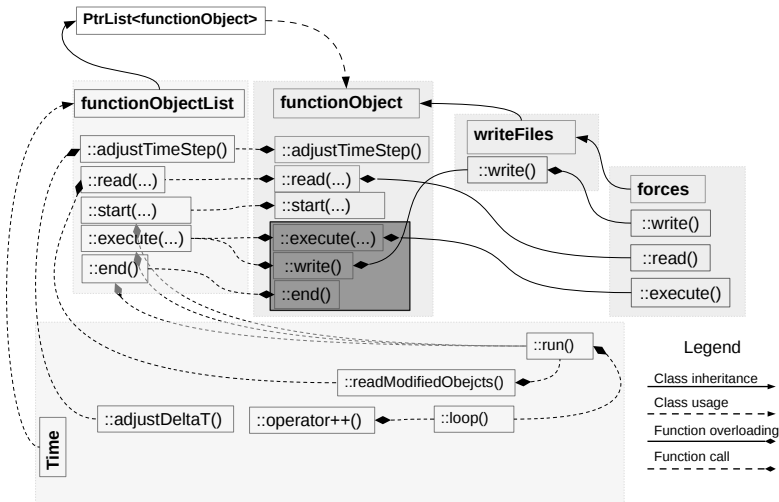 PtrList<functionObject>
functionObjectList
functionObject
writeFiles
forces
::adjustTimeStep()
::adjustTimeStep()
::write()
::read(...)
::read(...)
::start(...)
::start(...)
::write()
::execute(...)
::execute(...)
::read()
::end()
::write()
::end()
::execute()
::run()
::readModifiedObejcts()
::adjustDeltaT()
::operator++()
::loop()
Time
Legend
Class inheritance
Class usage
Function overloading
Function call